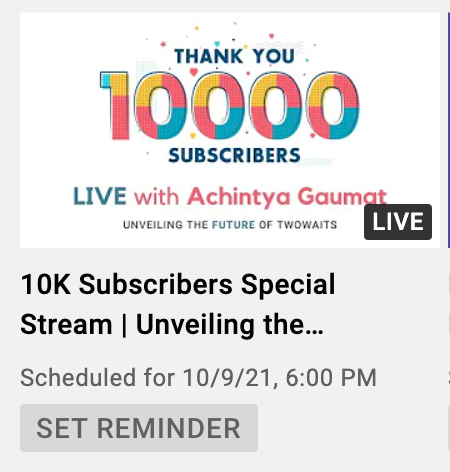 THANK YOU
10000
SUBSCRIBERS
LIVE with Achintya Gaumat
UNVEILING THE FUTURE OF TWOWAITS
LIVE
10K Subscribers Special
Stream | Unveiling the...
Scheduled for 10/9/21, 6:00 PM
SET REMINDER